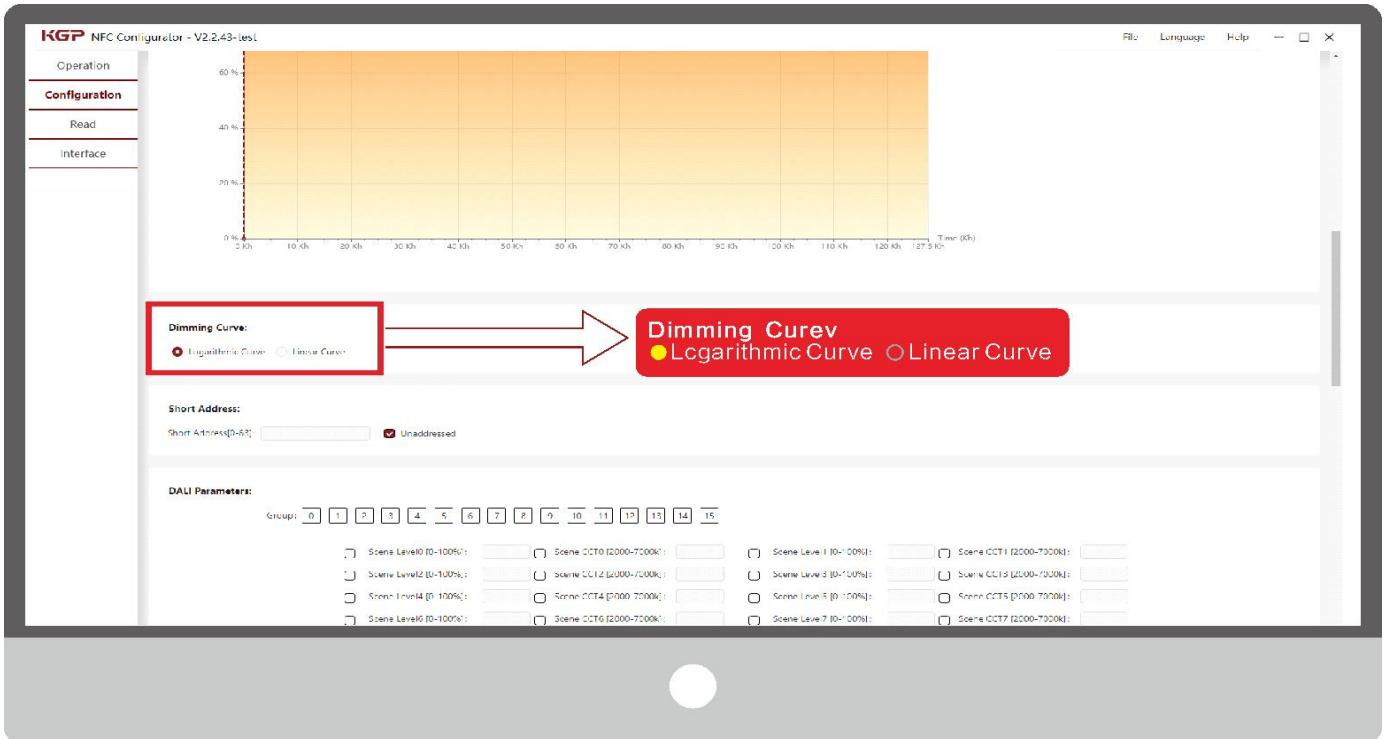 KGP NFC Configurator - V2.2.43-test
File Language Help
Operation
Configuration
Read
Interface
60 %
40 %
20 %
0 %
0 Kh 10 Kh 20 Kh 30 Kh 40 Kh 50 Kh 60 Kh 70 Kh 80 Kh 90 Kh 100 Kh 110 Kh 120 Kh 127.5 Kh
Time (Kh)
Dimming Curve:
Logarithmic Curve Linear Curve
Dimming Curev
Lcgarithmic Curve Linear Curve
Short Address:
Short Address[0-63]: Unaddressed
DALI Parameters:
Group: 0 1 2 3 4 5 6 7 8 9 10 11 12 13 14 15
Scene Level0 [0-100%]: Scene CCT0 [2000-7000k]: Scene Level1 [0-100%]: Scene CCT1 [2000-7000k]:
Scene Level2 [0-100%]: Scene CCT2 [2000-7000k]: Scene Level3 [0-100%]: Scene CCT3 [2000-7000k]:
Scene Level4 [0-100%]: Scene CCT4 [2000-7000k]: Scene Level5 [0-100%]: Scene CCT5 [2000-7000k]:
Scene Level6 [0-100%]: Scene CCT6 [2000-7000k]: Scene Level7 [0-100%]: Scene CCT7 [2000-7000k]: